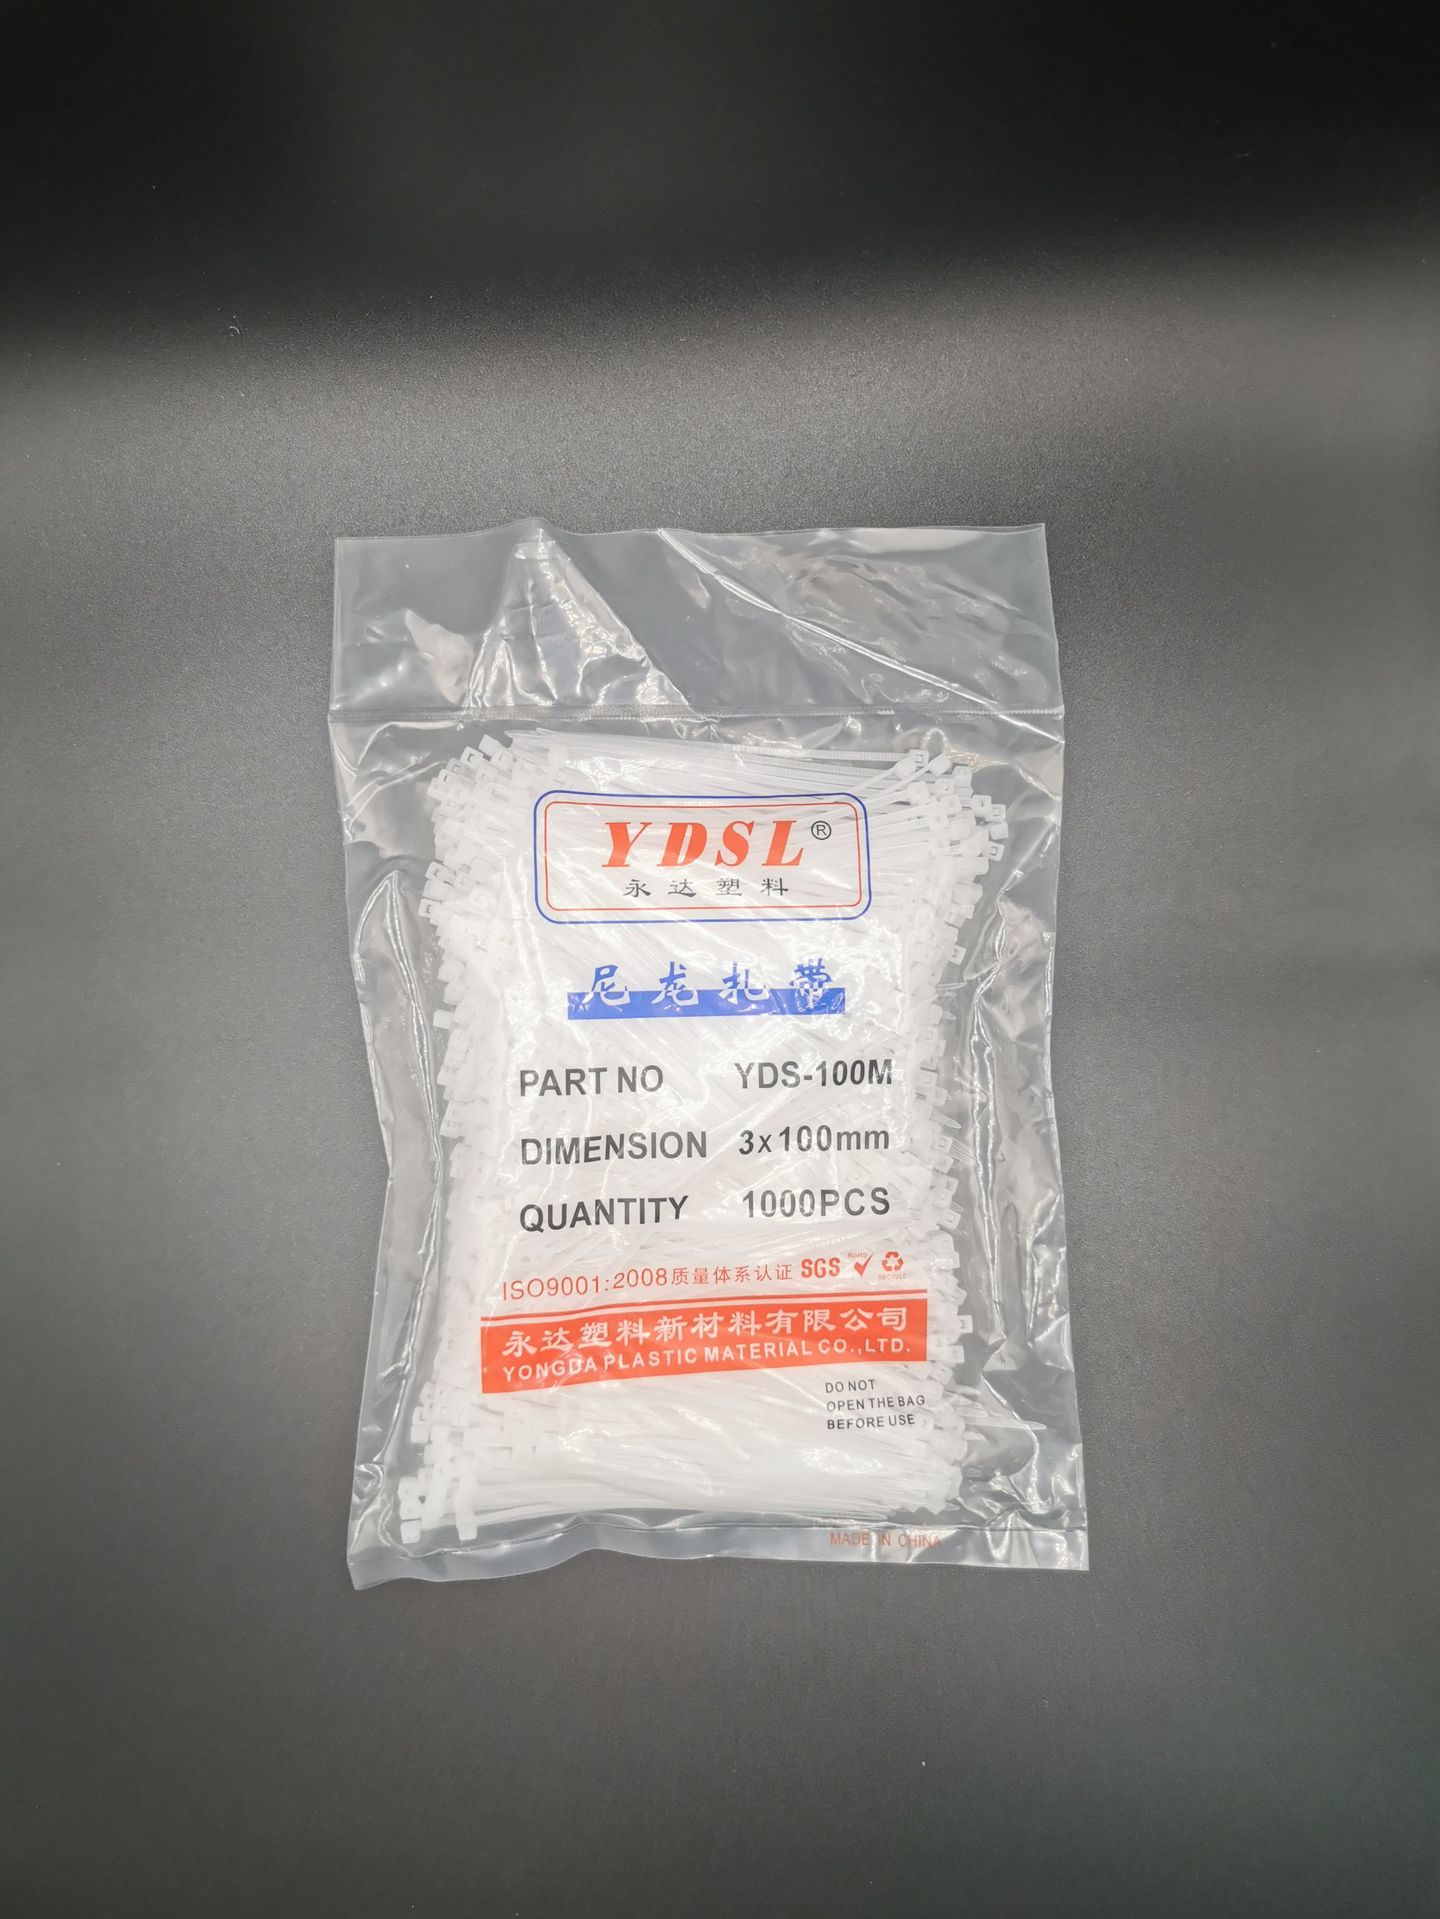 YDSL®
永达塑料
尼龙扎带
PART NO YDS-100M
DIMENSION 3x100mm
QUANTITY 1000PCS
ISO9001:2008质量体系认证 SGS RoHS RECYCLE
永达塑料新材料有限公司
YONGDA PLASTIC MATERIAL CO.,LTD.
DO NOT
OPEN THE BAG
BEFORE USE
MADE IN CHINA